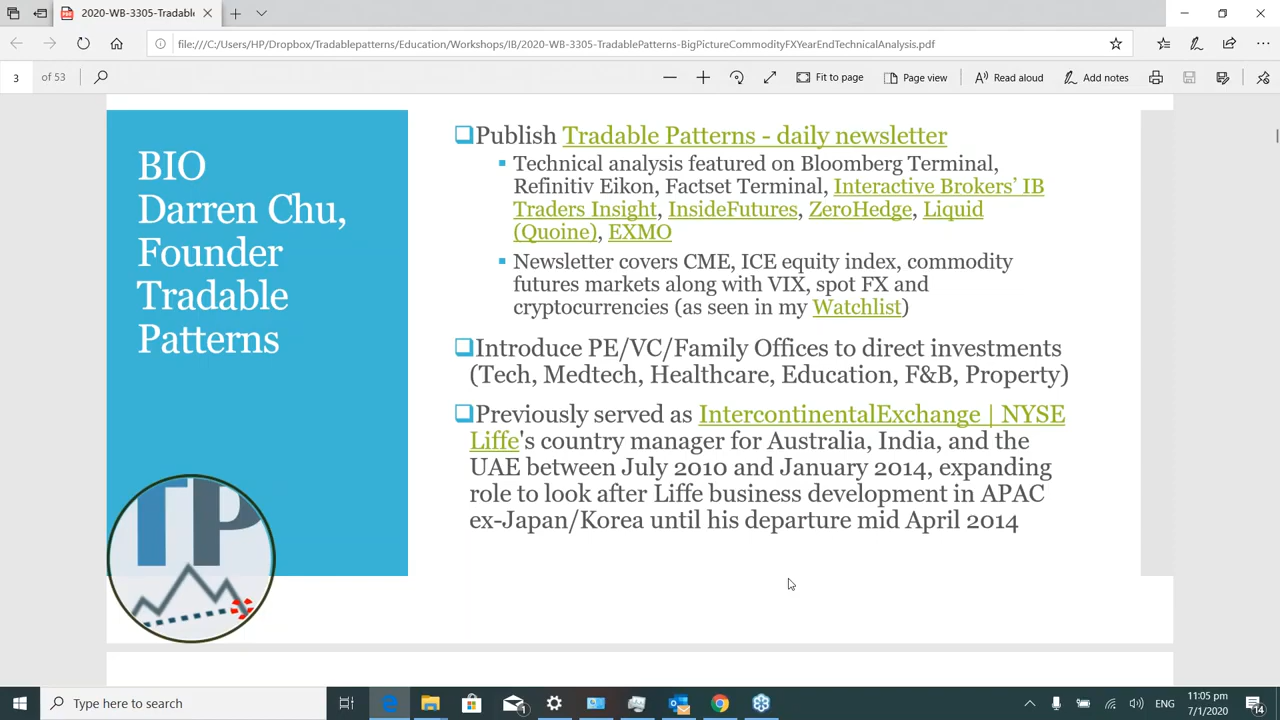 2020-WB-3305-Tradabl
file:///C:/Users/HP/Dropbox/Tradablepatterns/Education/Workshops/IB/2020-WB-3305-TradablePatterns-BigPictureCommodityFXYearEndTechnicalAnalysis.pdf
3 of 53 Fit to page Page view Read aloud Add notes
BIO
Darren Chu,
Founder
Tradable
Patterns
TP
Publish Tradable Patterns - daily newsletter
Technical analysis featured on Bloomberg Terminal,
Refinitiv Eikon, Factset Terminal, Interactive Brokers’ IB
Traders Insight, InsideFutures, ZeroHedge, Liquid
(Quoine), EXMO
Newsletter covers CME, ICE equity index, commodity
futures markets along with VIX, spot FX and
cryptocurrencies (as seen in my Watchlist)
Introduce PE/VC/Family Offices to direct investments
(Tech, Medtech, Healthcare, Education, F&B, Property)
Previously served as IntercontinentalExchange | NYSE
Liffe's country manager for Australia, India, and the
UAE between July 2010 and January 2014, expanding
role to look after Liffe business development in APAC
ex-Japan/Korea until his departure mid April 2014
Type here to search
1
ENG
11:05 pm
7/1/2020
14